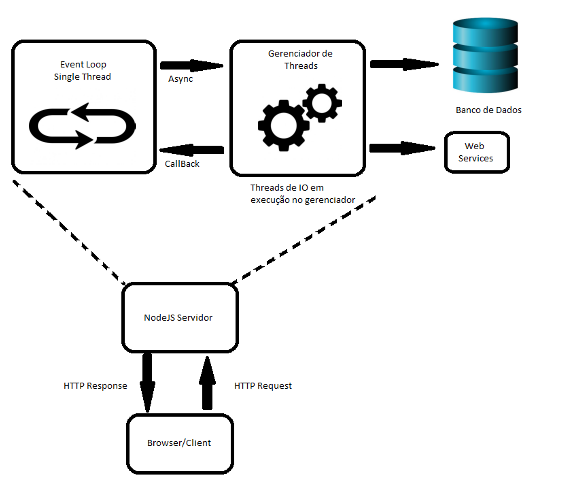 Event Loop
Single Thread
Async
CallBack
Gerenciador de
Threads
Threads de IO em
execução no gerenciador
Banco de Dados
Web
Services
NodeJS Servidor
HTTP Response
HTTP Request
Browser/Client